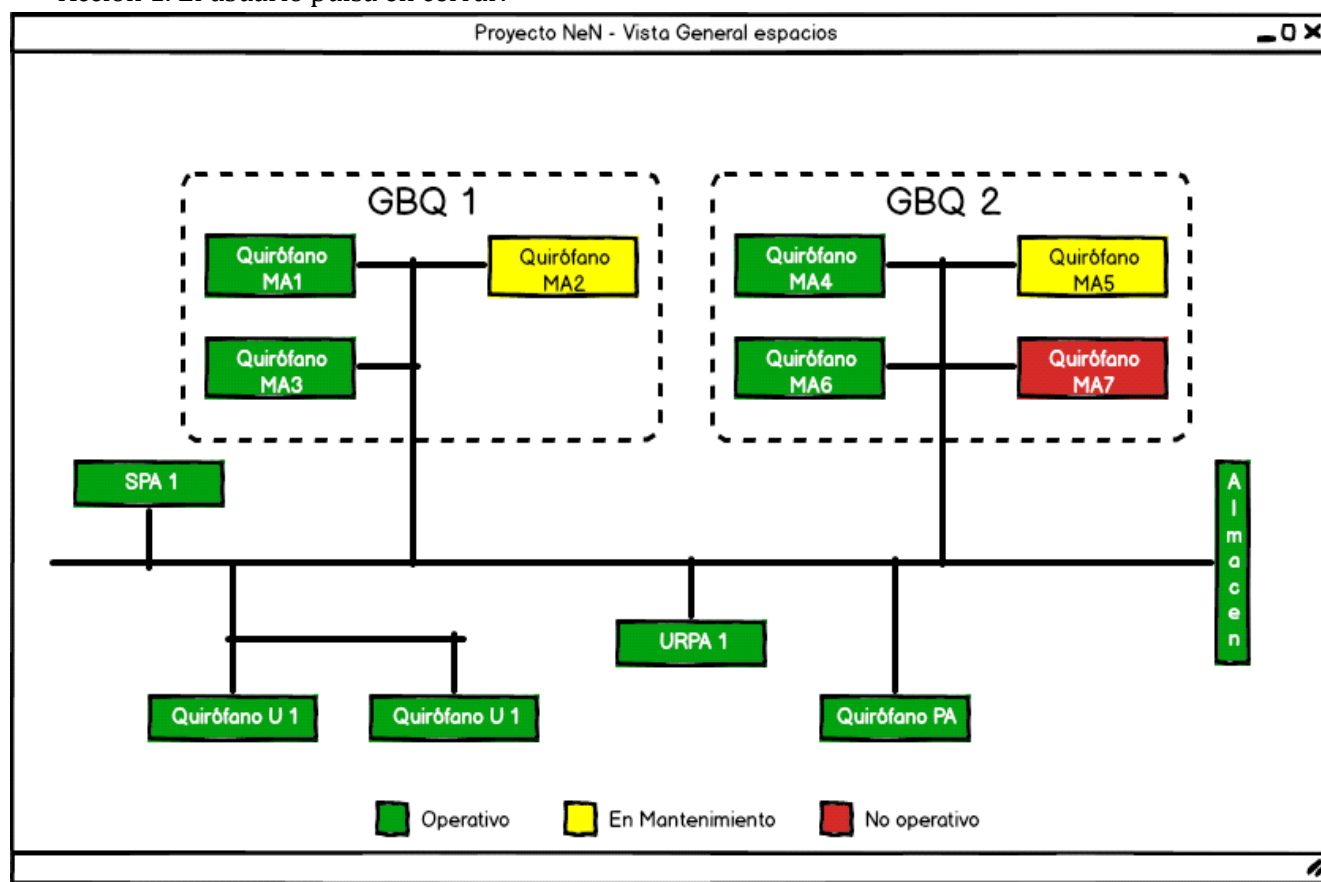 Proyecto NeN - Vista General espacios
GBQ 1
GBQ 2
Quirófano
MA1
Quirófano
MA2
Quirófano
MA4
Quirófano
MA5
Quirófano
MA3
Quirófano
MA6
Quirófano
MA7
SPA 1
Almacen
URPA 1
Quirófano U 1
Quirófano U 1
Quirófano PA
Operativo
En Mantenimiento
No operativo